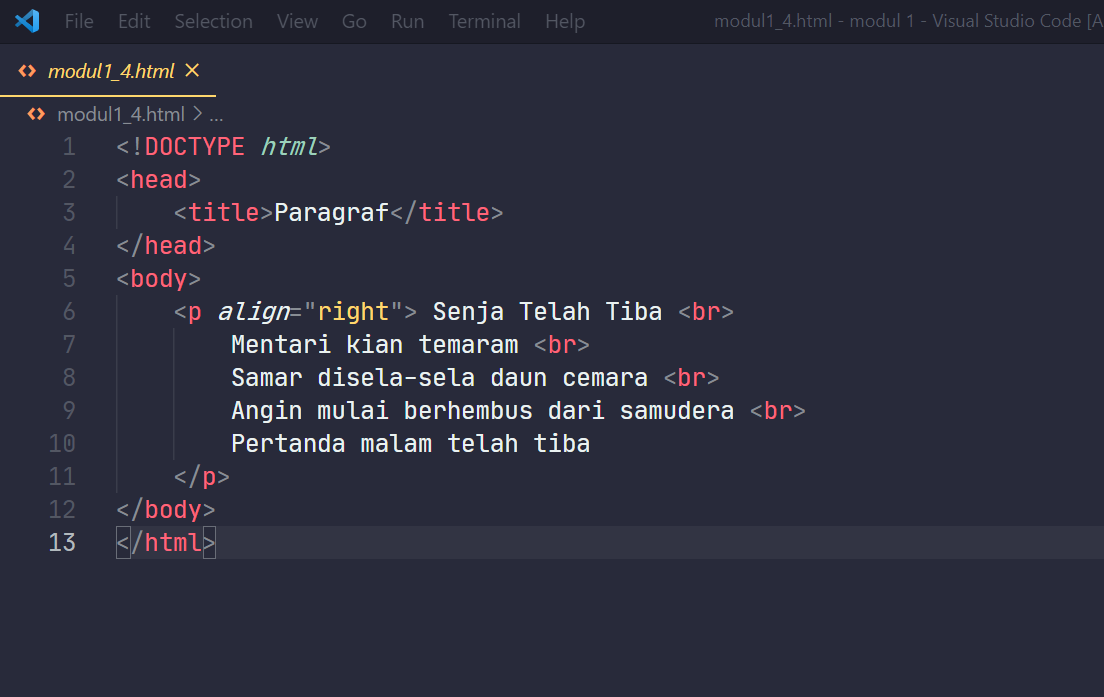 File Edit Selection View Go Run Terminal Help modul1_4.html - modul 1 - Visual Studio Code [A
modul1_4.html
modul1_4.html > ...
1 <!DOCTYPE html>
2 <head>
3     <title>Paragraf</title>
4 </head>
5 <body>
6     <p align="right"> Senja Telah Tiba <br>
7         Mentari kian temaram <br>
8         Samar disela-sela daun cemara <br>
9         Angin mulai berhembus dari samudera <br>
10         Pertanda malam telah tiba
11     </p>
12 </body>
13 </html>